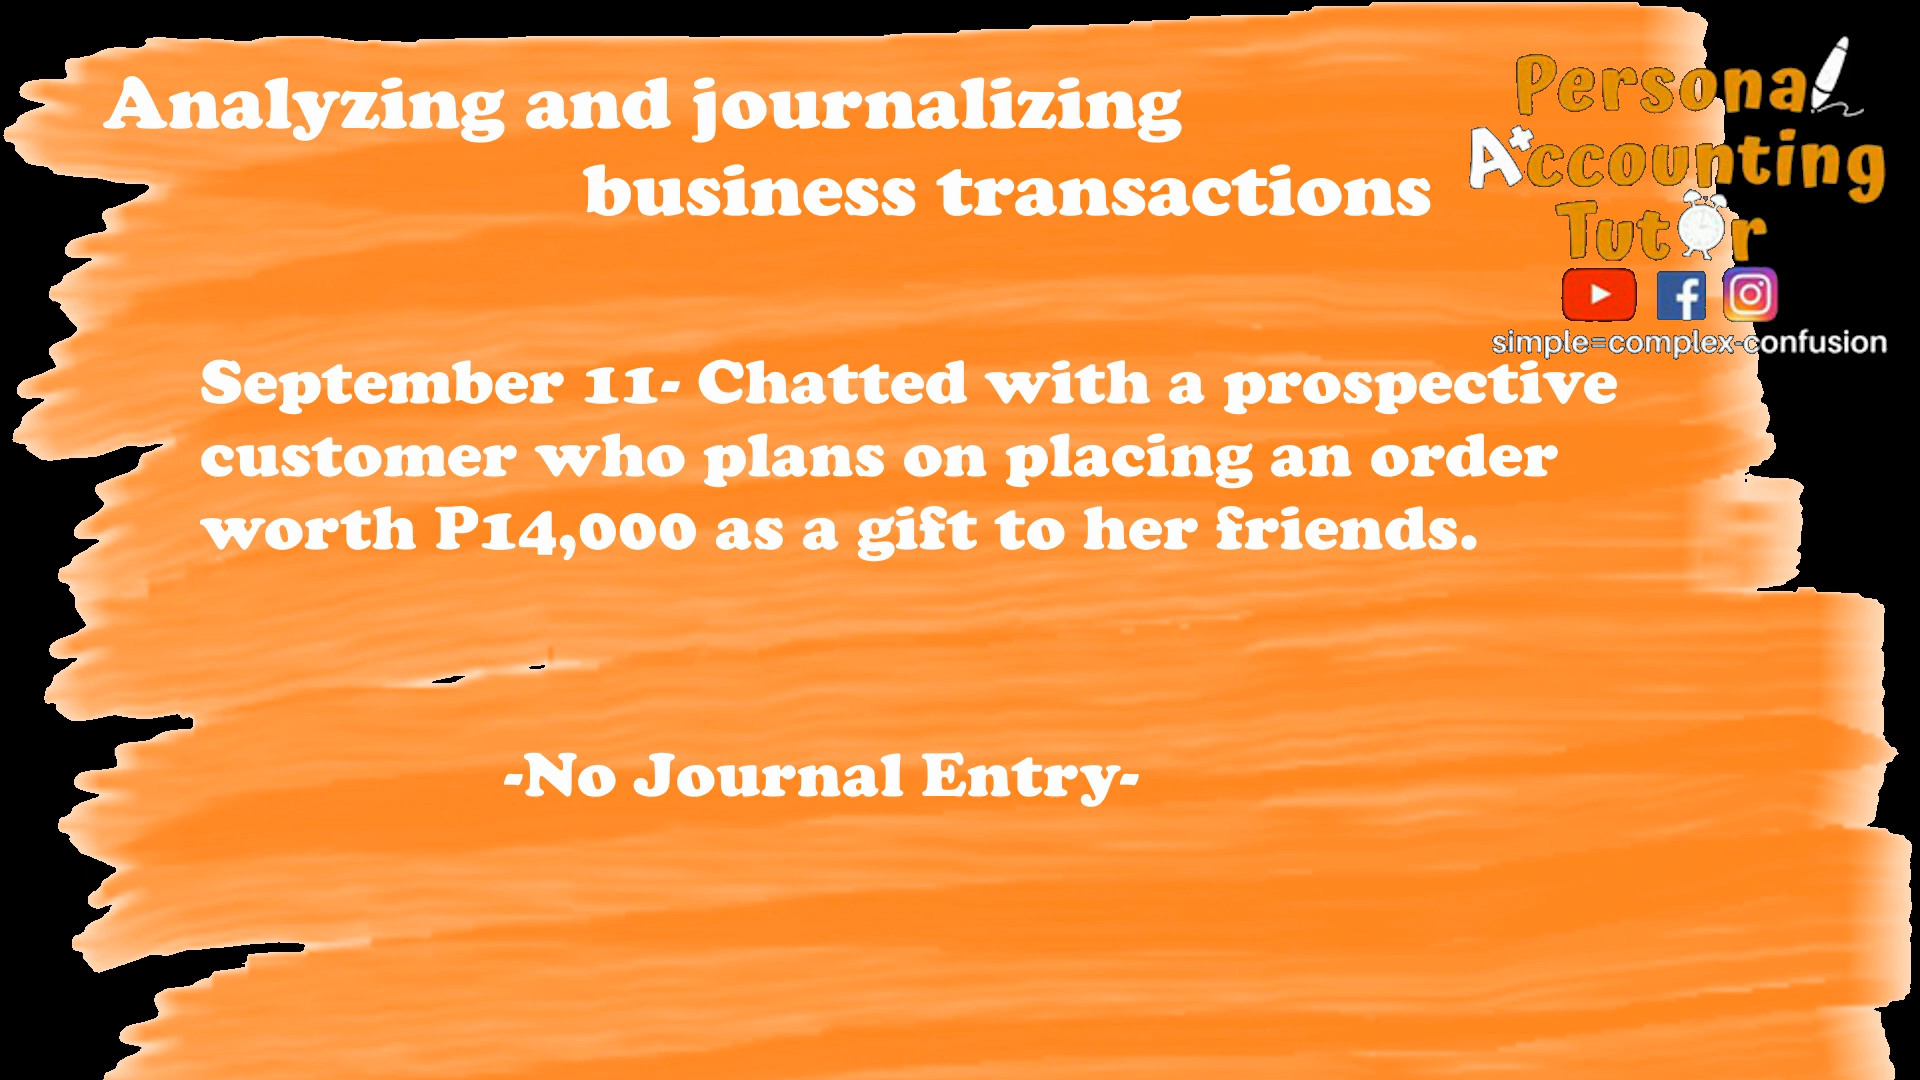 Analyzing and journalizing
business transactions
Personal
A+ccounting
Tutor
simple=complex-confusion
September 11- Chatted with a prospective
customer who plans on placing an order
worth P14,000 as a gift to her friends.
-No Journal Entry-